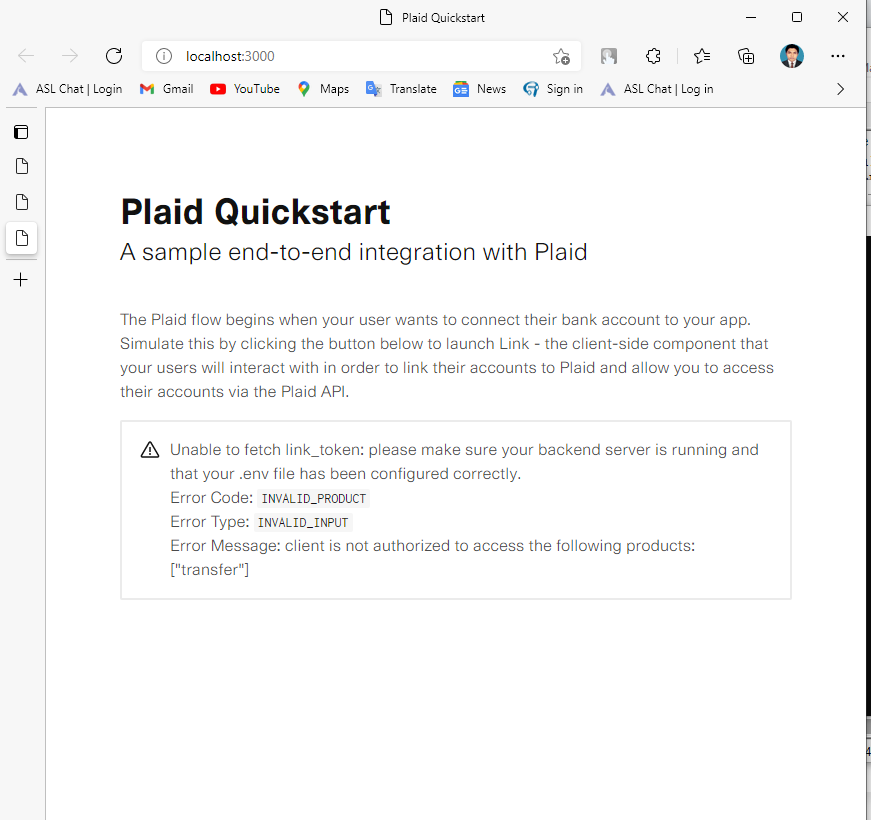 Plaid Quickstart
localhost:3000
ASL Chat | Login
Gmail
YouTube
Maps
Translate
News
Sign in
ASL Chat | Log in
Plaid Quickstart
A sample end-to-end integration with Plaid
The Plaid flow begins when your user wants to connect their bank account to your app.
Simulate this by clicking the button below to launch Link - the client-side component that
your users will interact with in order to link their accounts to Plaid and allow you to access
their accounts via the Plaid API.
Unable to fetch link_token: please make sure your backend server is running and
that your .env file has been configured correctly.
Error Code: INVALID_PRODUCT
Error Type: INVALID_INPUT
Error Message: client is not authorized to access the following products:
["transfer"]